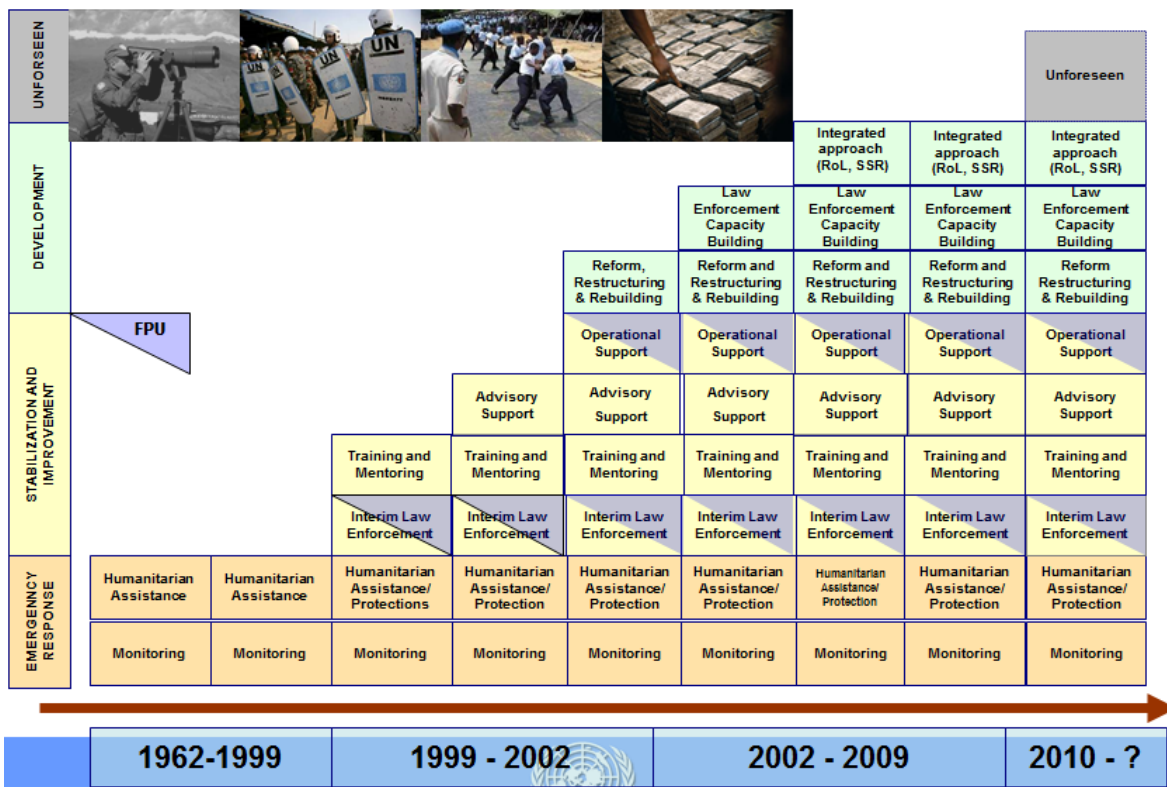 UNFORSEEN
UN
UN
UN
UN
Unforeseen
DEVELOPMENT
Integrated
approach
(RoL, SSR)
Integrated
approach
(RoL, SSR)
Integrated
approach
(RoL, SSR)
Law
Enforcement
Capacity
Building
Law
Enforcement
Capacity
Building
Law
Enforcement
Capacity
Building
Law
Enforcement
Capacity
Building
Reform,
Restructuring
& Rebuilding
Reform and
Restructuring
& Rebuilding
Reform and
Restructuring
& Rebuilding
Reform and
Restructuring
& Rebuilding
Reform
Restructuring
& Rebuilding
STABILIZATION AND
IMPROVEMENT
FPU
Operational
Support
Operational
Support
Operational
Support
Operational
Support
Operational
Support
Advisory
Support
Advisory
Support
Advisory
Support
Advisory
Support
Advisory
Support
Advisory
Support
Training and
Mentoring
Training and
Mentoring
Training and
Mentoring
Training and
Mentoring
Training and
Mentoring
Training and
Mentoring
Training and
Mentoring
Interim Law
Enforcement
Interim Law
Enforcement
Interim Law
Enforcement
Interim Law
Enforcement
Interim Law
Enforcement
Interim Law
Enforcement
Interim Law
Enforcement
EMERGENNCY
RESPONSE
Humanitarian
Assistance
Humanitarian
Assistance
Humanitarian
Assistance/
Protections
Humanitarian
Assistance/
Protection
Humanitarian
Assistance/
Protection
Humanitarian
Assistance/
Protection
Humanitarian
Assistance/
Protection
Humanitarian
Assistance/
Protection
Humanitarian
Assistance/
Protection
Monitoring
Monitoring
Monitoring
Monitoring
Monitoring
Monitoring
Monitoring
Monitoring
Monitoring
1962-1999
1999 - 2002
2002 - 2009
2010 - ?